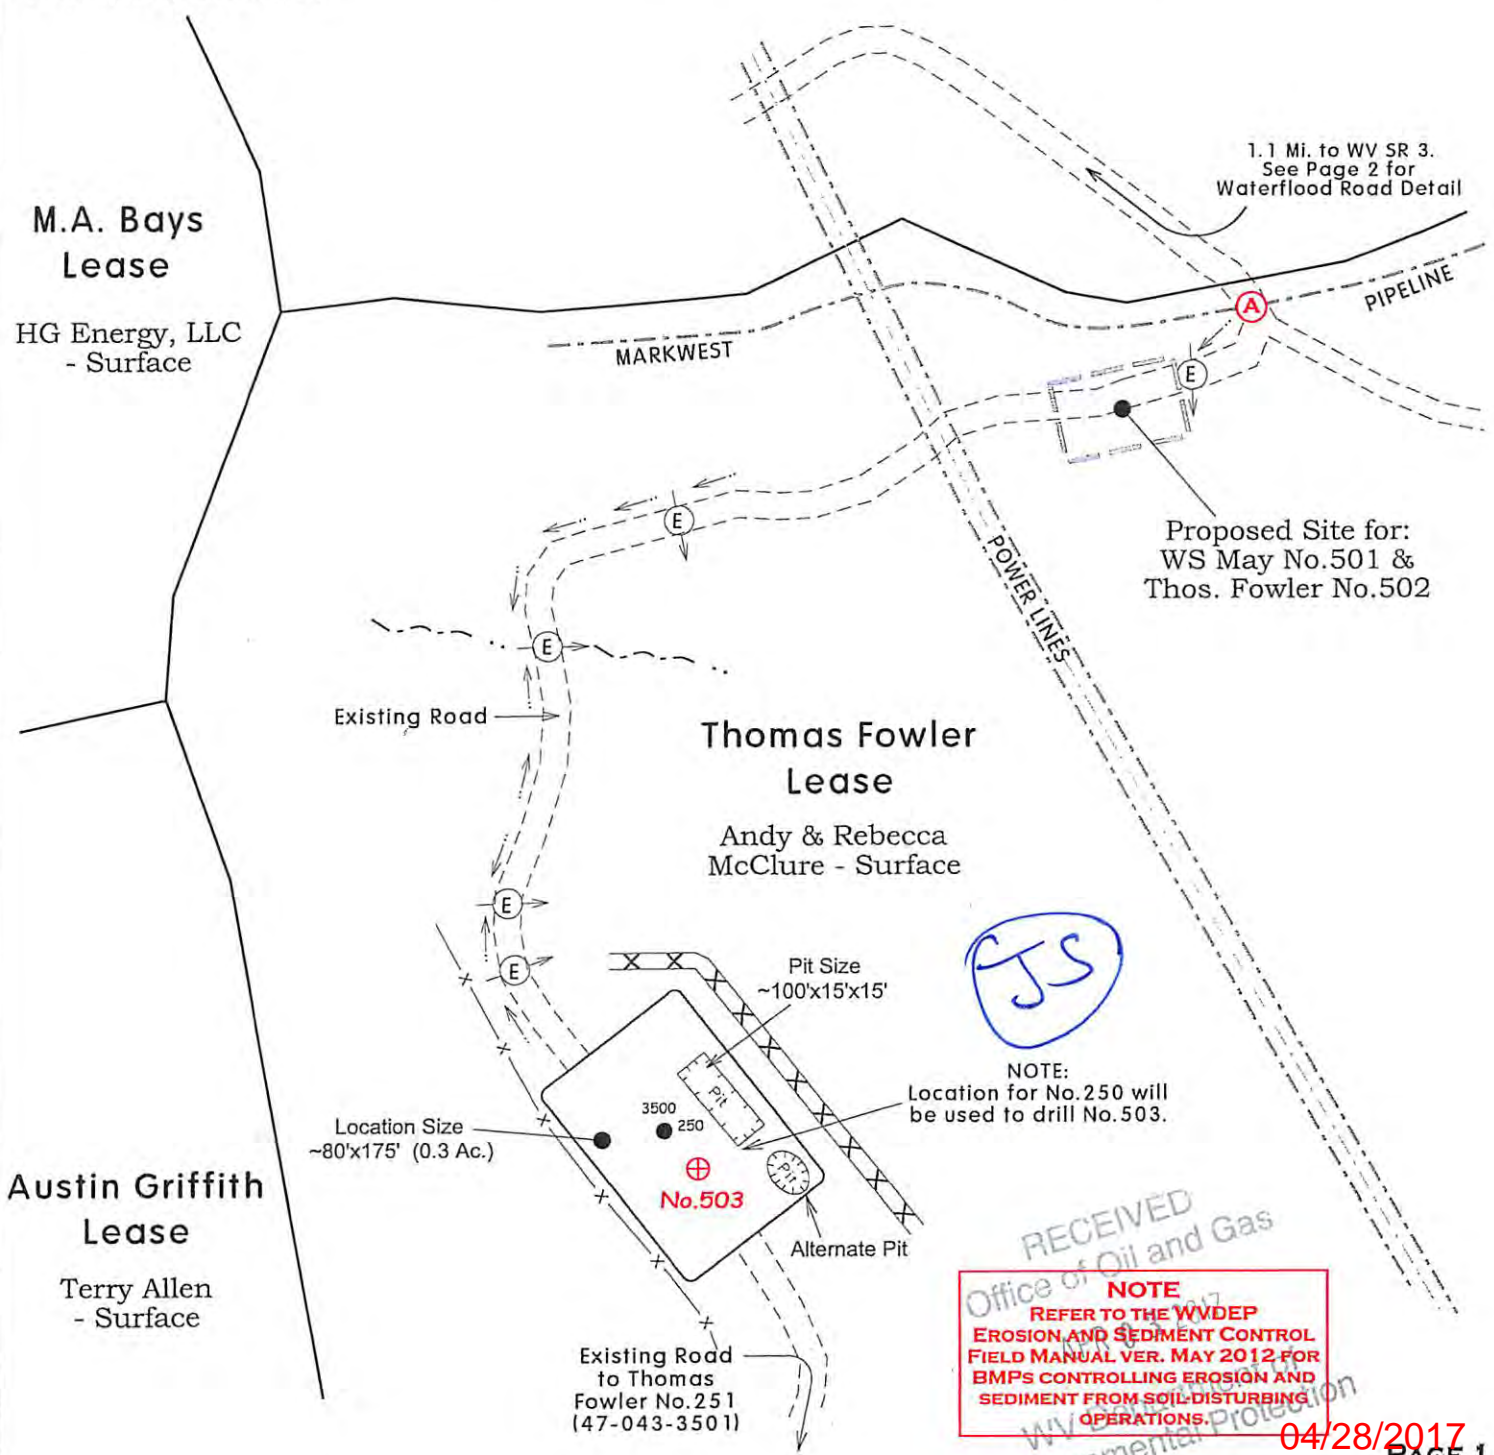 1.1 Mi. to WV SR 3.
See Page 2 for
Waterflood Road Detail
M.A. Bays
Lease
HG Energy, LLC
- Surface
A
PIPELINE
MARKWEST
E
E
Proposed Site for:
WS May No.501 &
Thos. Fowler No.502
POWER LINES
E
Existing Road
Thomas Fowler
Lease
Andy & Rebecca
McClure - Surface
E
E
JS
Pit Size
~100'x15'x15'
NOTE:
Location for No.250 will
be used to drill No.503.
Pit
3500
250
Location Size
~80'x175' (0.3 Ac.)
Pit
No.503
Austin Griffith
Lease
Terry Allen
- Surface
Alternate Pit
RECEIVED
Office of Oil and Gas
APR 03 2017
WV Department of
Environmental Protection
NOTE
REFER TO THE WVDEP
EROSION AND SEDIMENT CONTROL
FIELD MANUAL VER. MAY 2012 FOR
BMPS CONTROLLING EROSION AND
SEDIMENT FROM SOIL-DISTURBING
OPERATIONS.
Existing Road
to Thomas
Fowler No.251
(47-043-3501)
04/28/2017
PAGE 1